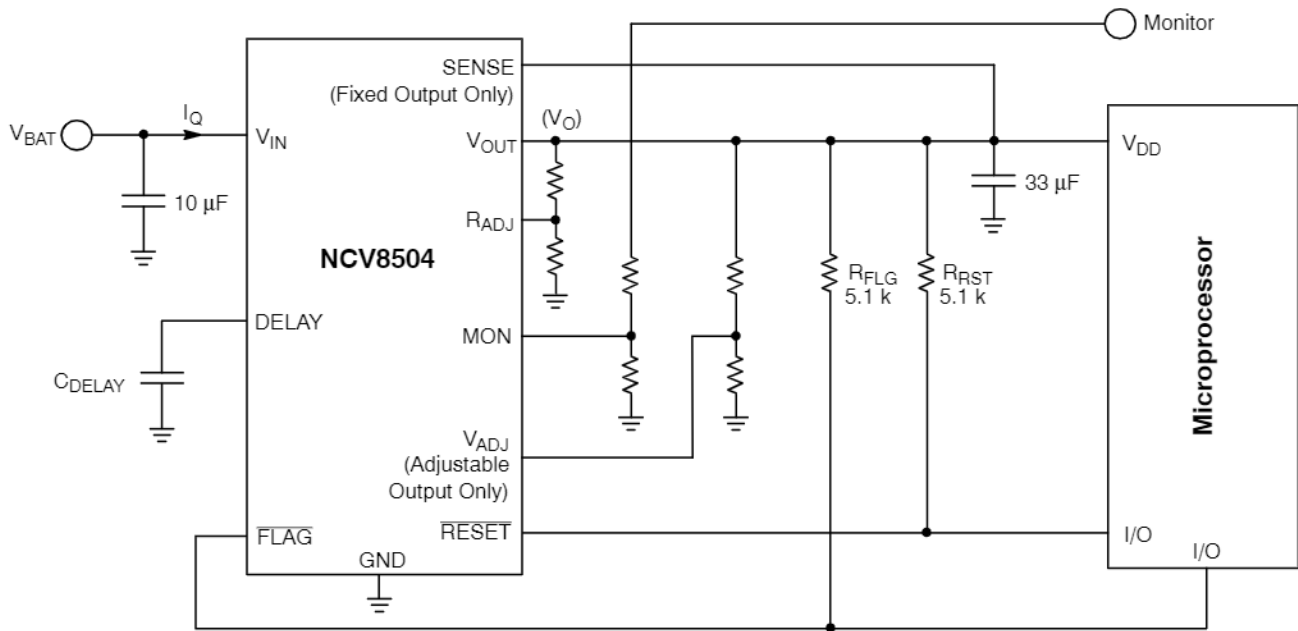 Monitor
SENSE
(Fixed Output Only)
V_BAT
I_Q
V_IN
(V_O)
V_OUT
V_DD
10 μF
33 μF
R_ADJ
NCV8504
R_FLG
5.1 k
R_RST
5.1 k
DELAY
MON
C_DELAY
Microprocessor
V_ADJ
(Adjustable
Output Only)
FLAG
RESET
GND
I/O
I/O